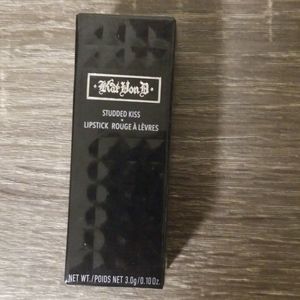 ·Kat Von D·
STUDDED KISS
•
LIPSTICK ROUGE À LÈVRES
NET WT./POIDS NET 3.0g/0.10 Oz.